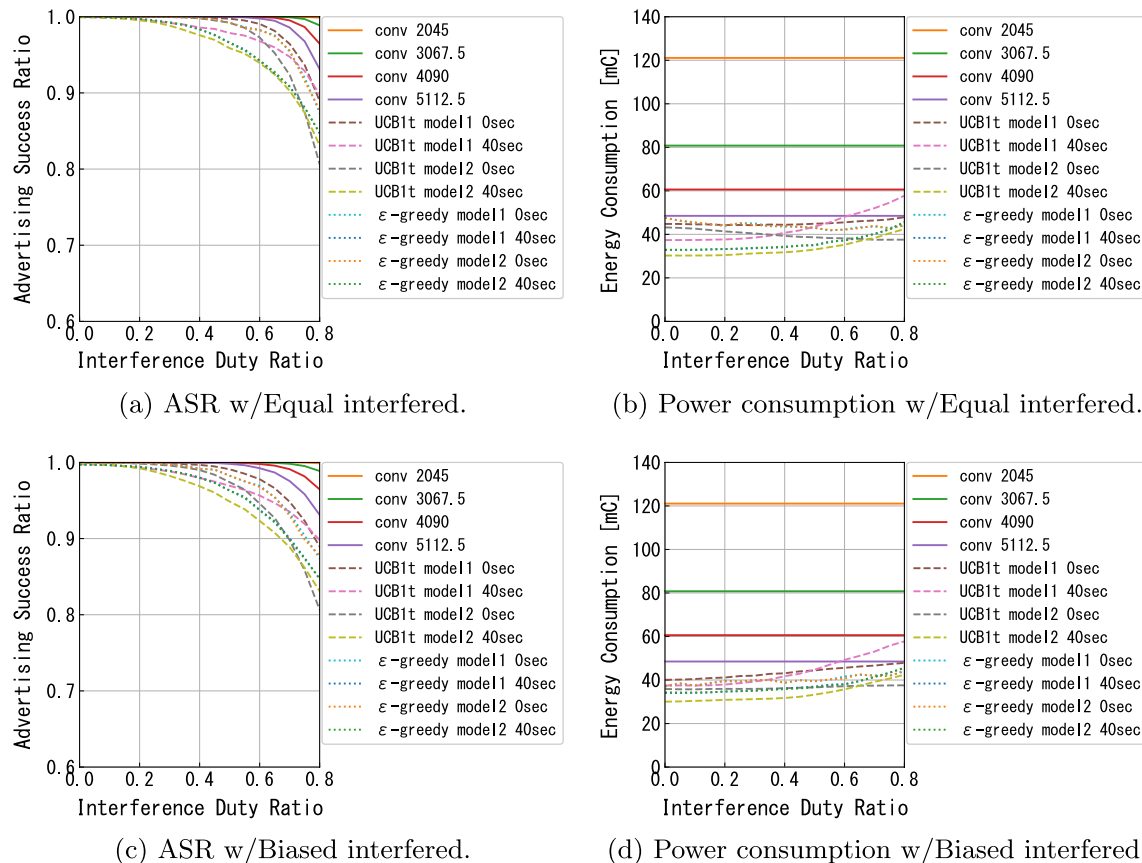 Advertising Success Ratio
1.0
0.9
0.8
0.7
0.6
0.0 0.2 0.4 0.6 0.8
Interference Duty Ratio
conv 2045
conv 3067.5
conv 4090
conv 5112.5
UCB1t model1 0sec
UCB1t model1 40sec
UCB1t model2 0sec
UCB1t model2 40sec
ε-greedy model1 0sec
ε-greedy model1 40sec
ε-greedy model2 0sec
ε-greedy model2 40sec
(a) ASR w/Equal interfered.
Energy Consumption [mC]
140
120
100
80
60
40
20
0
0.0 0.2 0.4 0.6 0.8
Interference Duty Ratio
conv 2045
conv 3067.5
conv 4090
conv 5112.5
UCB1t model1 0sec
UCB1t model1 40sec
UCB1t model2 0sec
UCB1t model2 40sec
ε-greedy model1 0sec
ε-greedy model1 40sec
ε-greedy model2 0sec
ε-greedy model2 40sec
(b) Power consumption w/Equal interfered.
Advertising Success Ratio
1.0
0.9
0.8
0.7
0.6
0.0 0.2 0.4 0.6 0.8
Interference Duty Ratio
conv 2045
conv 3067.5
conv 4090
conv 5112.5
UCB1t model1 0sec
UCB1t model1 40sec
UCB1t model2 0sec
UCB1t model2 40sec
ε-greedy model1 0sec
ε-greedy model1 40sec
ε-greedy model2 0sec
ε-greedy model2 40sec
(c) ASR w/Biased interfered.
Energy Consumption [mC]
140
120
100
80
60
40
20
0
0.0 0.2 0.4 0.6 0.8
Interference Duty Ratio
conv 2045
conv 3067.5
conv 4090
conv 5112.5
UCB1t model1 0sec
UCB1t model1 40sec
UCB1t model2 0sec
UCB1t model2 40sec
ε-greedy model1 0sec
ε-greedy model1 40sec
ε-greedy model2 0sec
ε-greedy model2 40sec
(d) Power consumption w/Biased interfered